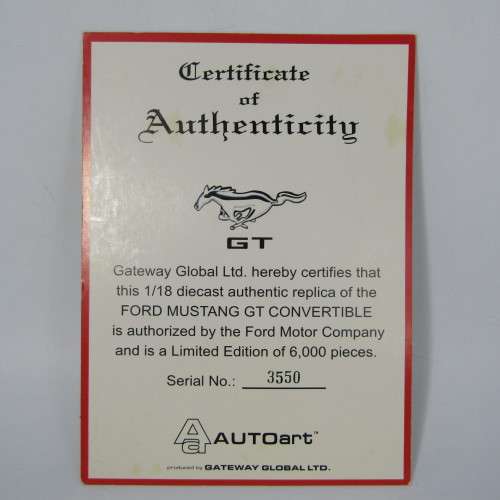 Certificate
of
Authenticity
GT
Gateway Global Ltd. hereby certifies that
this 1/18 diecast authentic replica of the
FORD MUSTANG GT CONVERTIBLE
is authorized by the Ford Motor Company
and is a Limited Edition of 6,000 pieces.
Serial No.: 3550
Aa AUTOart™
produced by GATEWAY GLOBAL LTD.